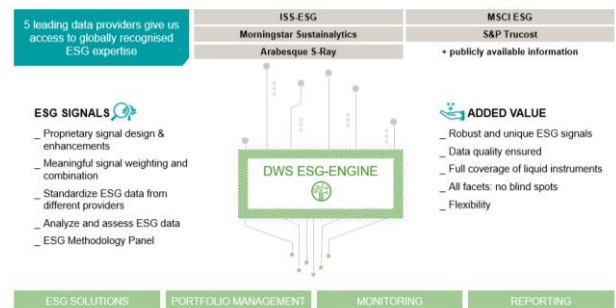 5 leading data providers give us
access to globally recognised
ESG expertise
ISS-ESG
MSCI ESG
Morningstar Sustainalytics
S&P Trucost
Arabesque S-Ray
+ publicly available information
ESG SIGNALS
_ Proprietary signal design &
enhancements
_ Meaningful signal weighting and
combination
_ Standardize ESG data from
different providers
_ Analyze and assess ESG data
_ ESG Methodology Panel
DWS ESG-ENGINE
ADDED VALUE
_ Robust and unique ESG signals
_ Data quality ensured
_ Full coverage of liquid instruments
_ All facets: no blind spots
_ Flexibility
ESG SOLUTIONS
PORTFOLIO MANAGEMENT
MONITORING
REPORTING